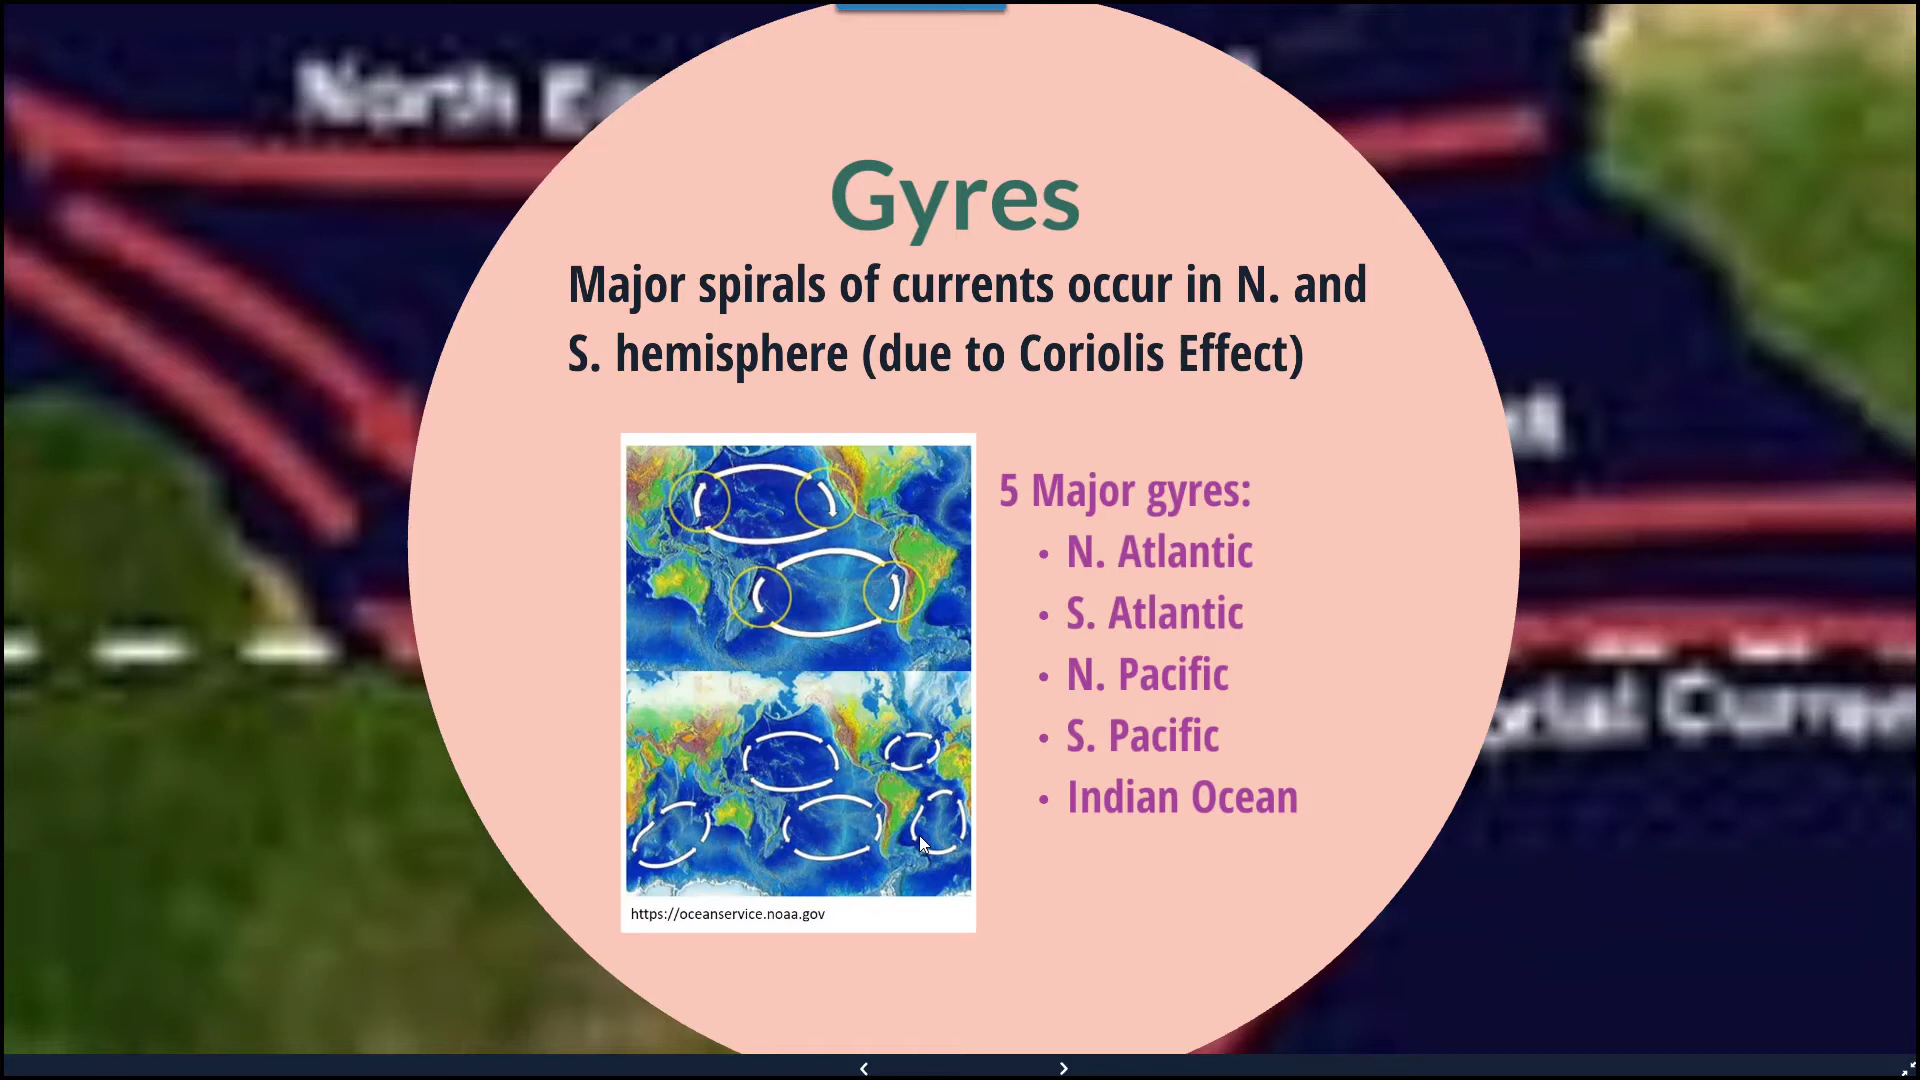 North
Gyres
Major spirals of currents occur in N. and
S. hemisphere (due to Coriolis Effect)
5 Major gyres:
• N. Atlantic
• S. Atlantic
• N. Pacific
• S. Pacific
• Indian Ocean
https://oceanservice.noaa.gov